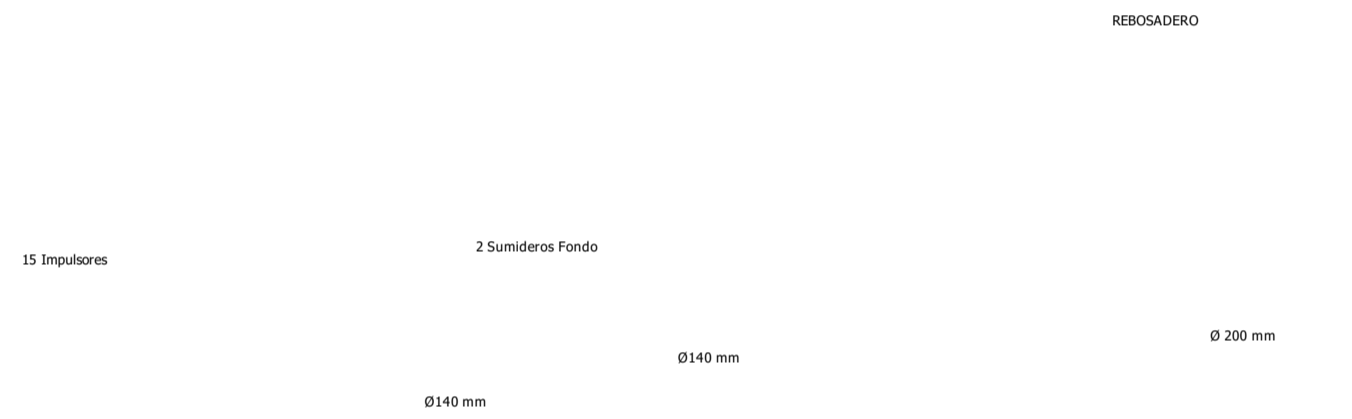 REBOSADERO
2 Sumideros Fondo
15 Impulsores
Ø 200 mm
Ø140 mm
Ø140 mm